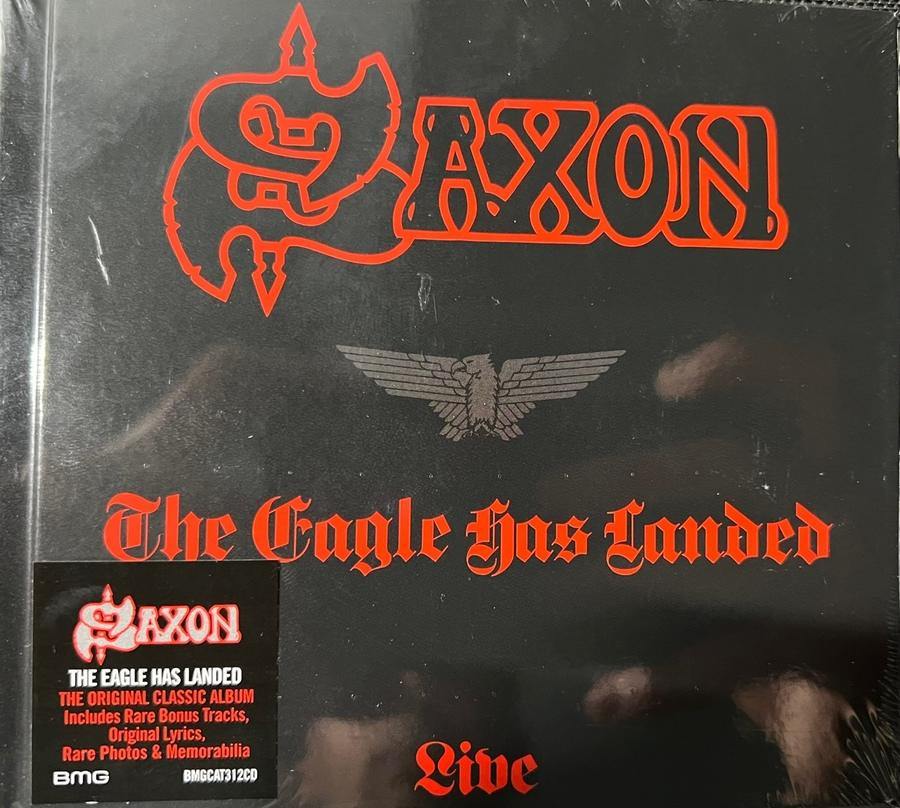 SAXON
The Eagle Has Landed
SAXON
THE EAGLE HAS LANDED
THE ORIGINAL CLASSIC ALBUM
Includes Rare Bonus Tracks,
Original Lyrics,
Rare Photos & Memorabilia
BMG BMGCAT312CD
Live